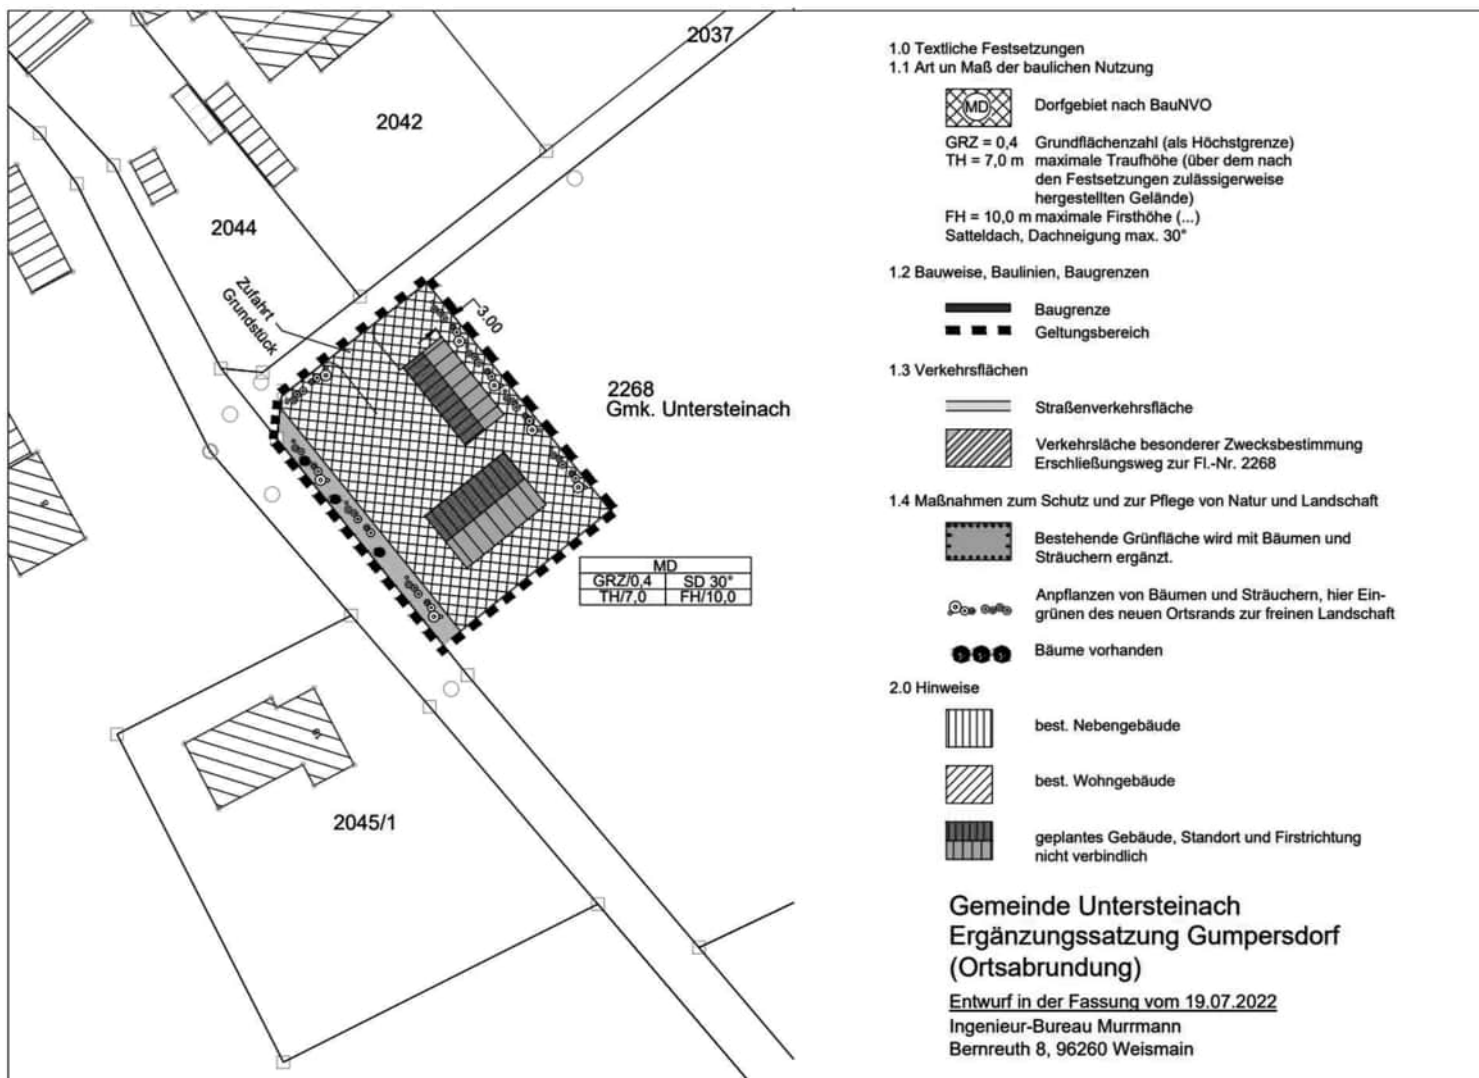 2037
2042
2044
Zufahrt
Grundstück
3.00
2268
Gmk. Untersteinach
MD
GRZ/0,4 SD 30°
TH/7,0 FH/10,0
2045/1
1.0 Textliche Festsetzungen
1.1 Art un Maß der baulichen Nutzung
MD Dorfgebiet nach BauNVO
GRZ = 0,4 Grundflächenzahl (als Höchstgrenze)
TH = 7,0 m maximale Traufhöhe (über dem nach
den Festsetzungen zulässigerweise
hergestellten Gelände)
FH = 10,0 m maximale Firsthöhe (...)
Satteldach, Dachneigung max. 30°
1.2 Bauweise, Baulinien, Baugrenzen
Baugrenze
Geltungsbereich
1.3 Verkehrsflächen
Straßenverkehrsfläche
Verkehrsläche besonderer Zwecksbestimmung
Erschließungsweg zur Fl.-Nr. 2268
1.4 Maßnahmen zum Schutz und zur Pflege von Natur und Landschaft
Bestehende Grünfläche wird mit Bäumen und
Sträuchern ergänzt.
Anpflanzen von Bäumen und Sträuchern, hier Ein-
grünen des neuen Ortsrands zur freinen Landschaft
Bäume vorhanden
2.0 Hinweise
best. Nebengebäude
best. Wohngebäude
geplantes Gebäude, Standort und Firstrichtung
nicht verbindlich
Gemeinde Untersteinach
Ergänzungssatzung Gumpersdorf
(Ortsabrundung)
Entwurf in der Fassung vom 19.07.2022
Ingenieur-Bureau Murrmann
Bernreuth 8, 96260 Weismain